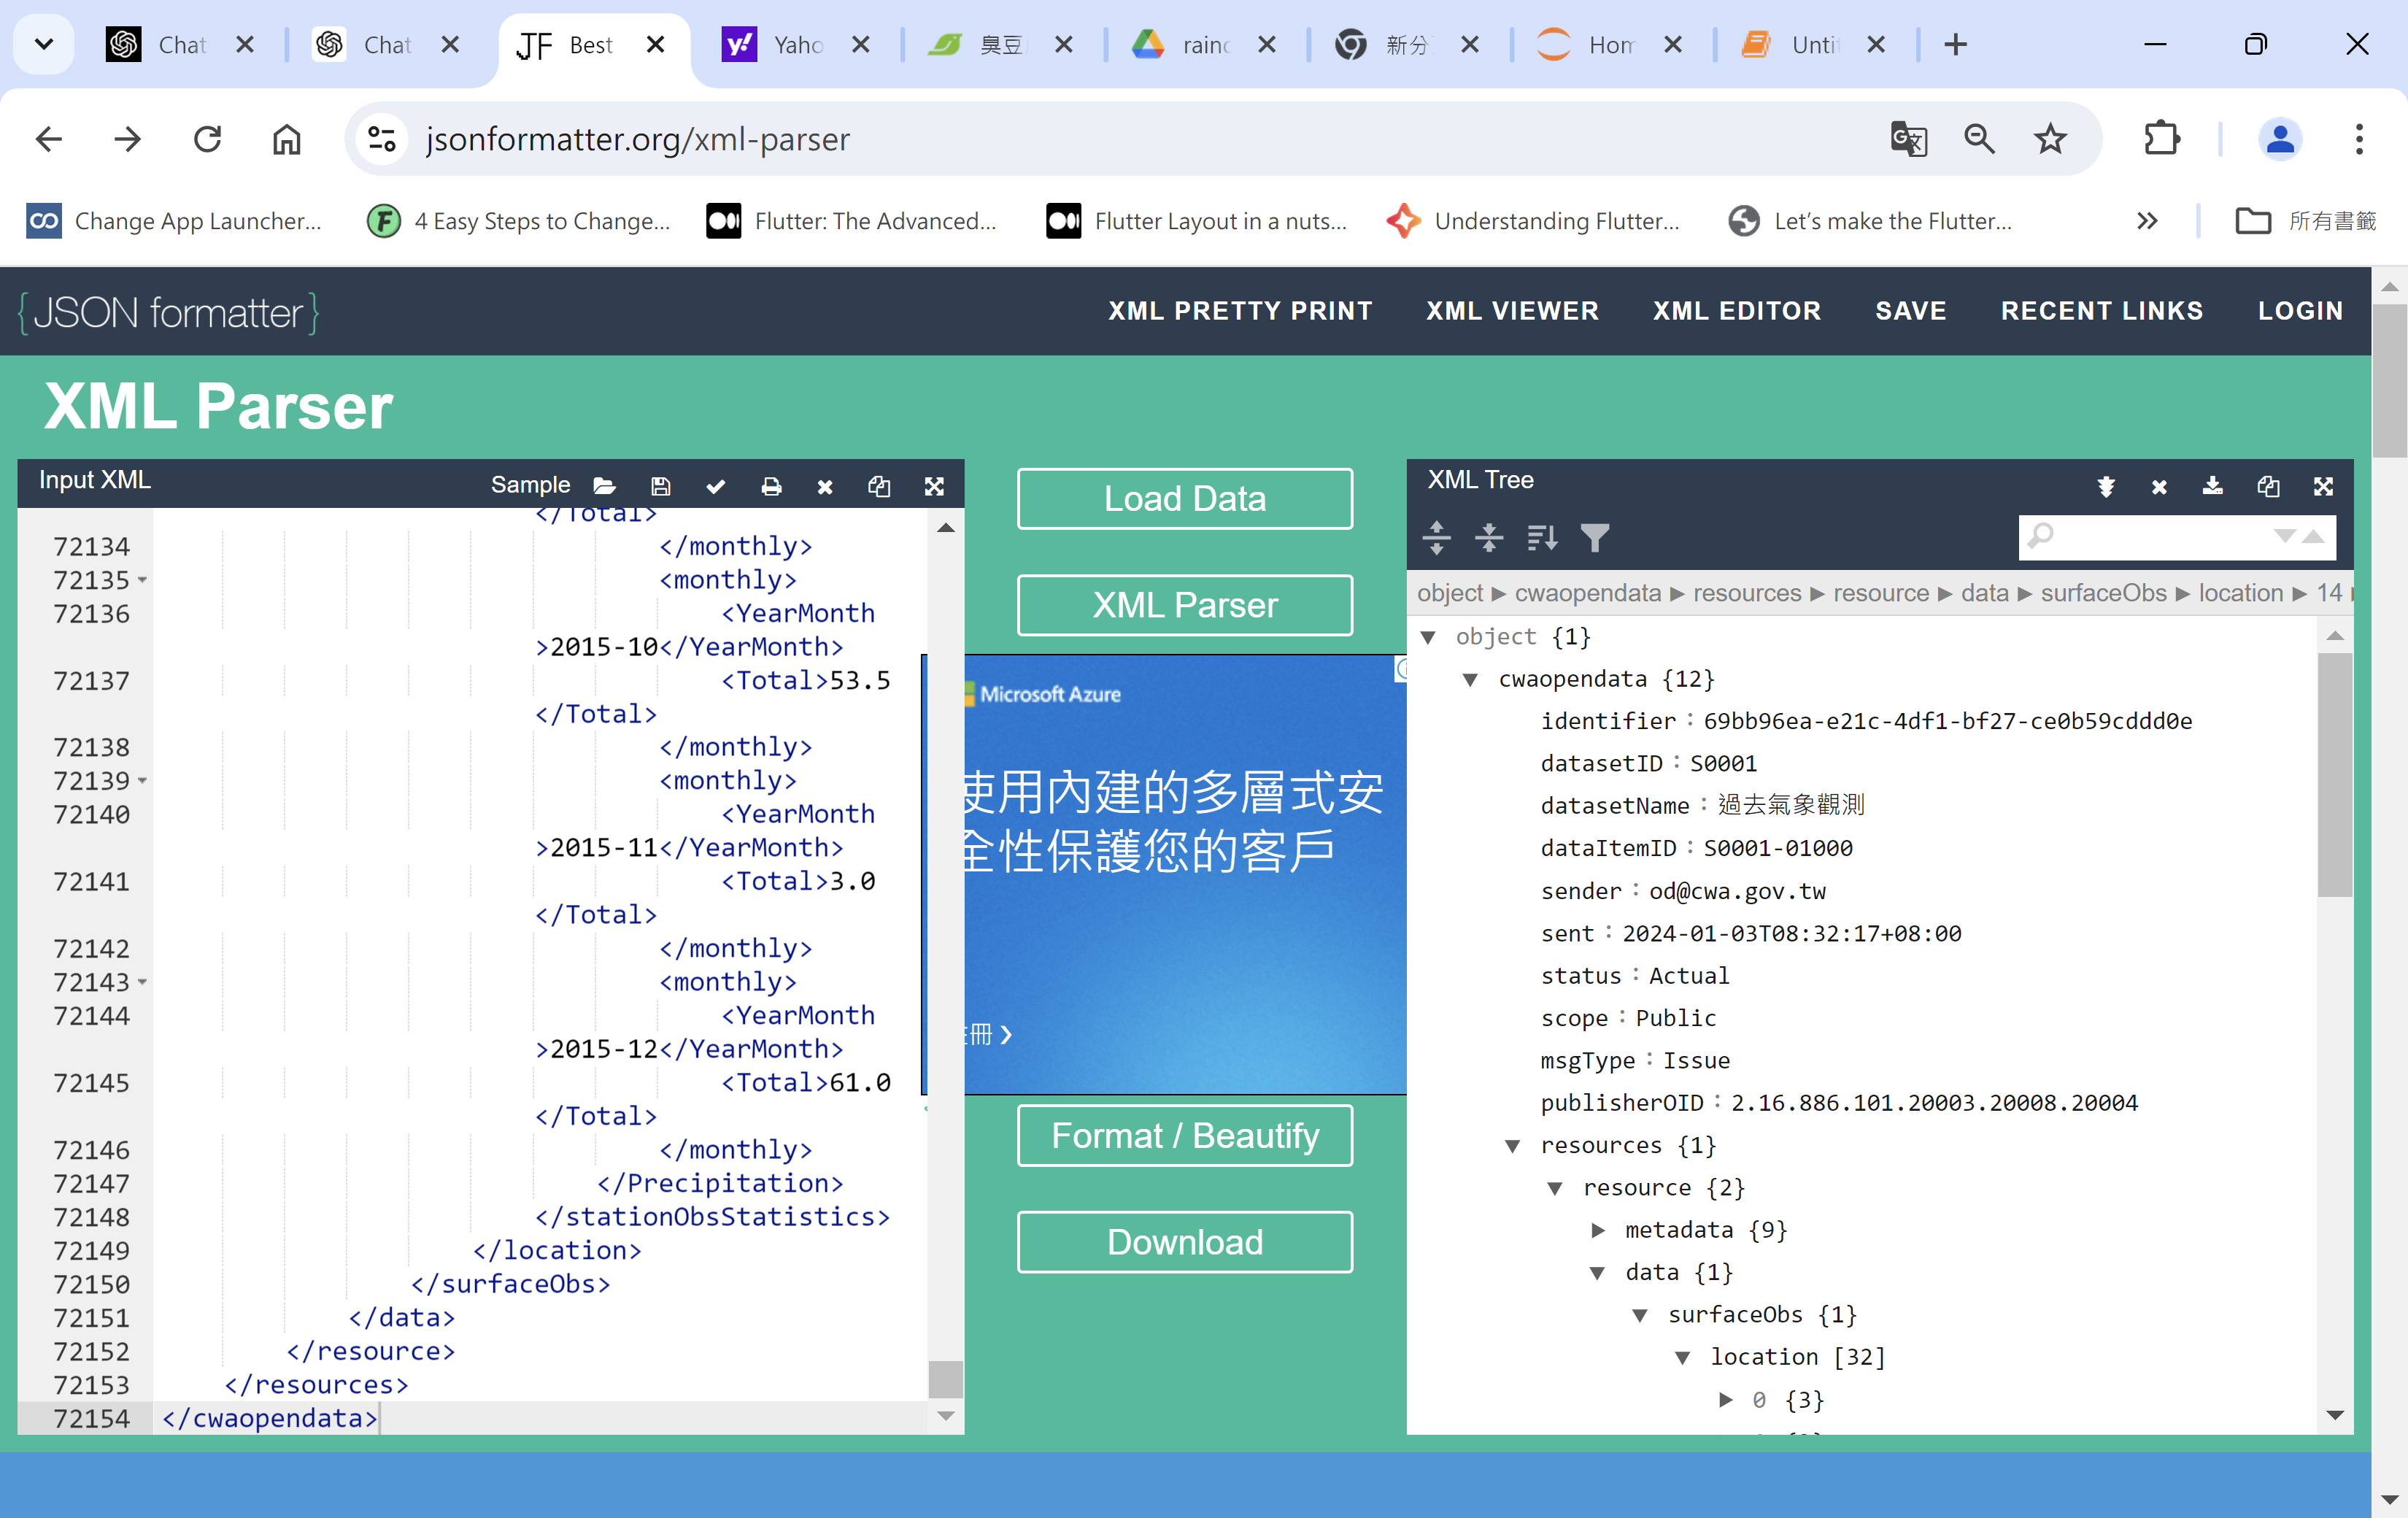 Chat
Chat
JF Best
Yaho
臭豆
rainc
新分
Hom
Untit
jsonformatter.org/xml-parser
Change App Launcher...
4 Easy Steps to Change...
Flutter: The Advanced...
Flutter Layout in a nuts...
Understanding Flutter...
Let's make the Flutter...
所有書籤
{JSON formatter}
XML PRETTY PRINT
XML VIEWER
XML EDITOR
SAVE
RECENT LINKS
LOGIN
XML Parser
Input XML
Sample
</Total>
72134 </monthly>
72135 <monthly>
72136 <YearMonth
>2015-10</YearMonth>
72137 <Total>53.5
</Total>
72138 </monthly>
72139 <monthly>
72140 <YearMonth
>2015-11</YearMonth>
72141 <Total>3.0
</Total>
72142 </monthly>
72143 <monthly>
72144 <YearMonth
>2015-12</YearMonth>
72145 <Total>61.0
</Total>
72146 </monthly>
72147 </Precipitation>
72148 </stationObsStatistics>
72149 </location>
72150 </surfaceObs>
72151 </data>
72152 </resource>
72153 </resources>
72154 </cwaopendata>
Load Data
XML Parser
Microsoft Azure
使用內建的多層式安
全性保護您的客戶
註冊 ❯
Format / Beautify
Download
XML Tree
object ► cwaopendata ► resources ► resource ► data ► surfaceObs ► location ► 14
object {1}
cwaopendata {12}
identifier : 69bb96ea-e21c-4df1-bf27-ce0b59cddd0e
datasetID : S0001
datasetName : 過去氣象觀測
dataItemID : S0001-01000
sender : od@cwa.gov.tw
sent : 2024-01-03T08:32:17+08:00
status : Actual
scope : Public
msgType : Issue
publisherOID : 2.16.886.101.20003.20008.20004
resources {1}
resource {2}
metadata {9}
data {1}
surfaceObs {1}
location [32]
0 {3}